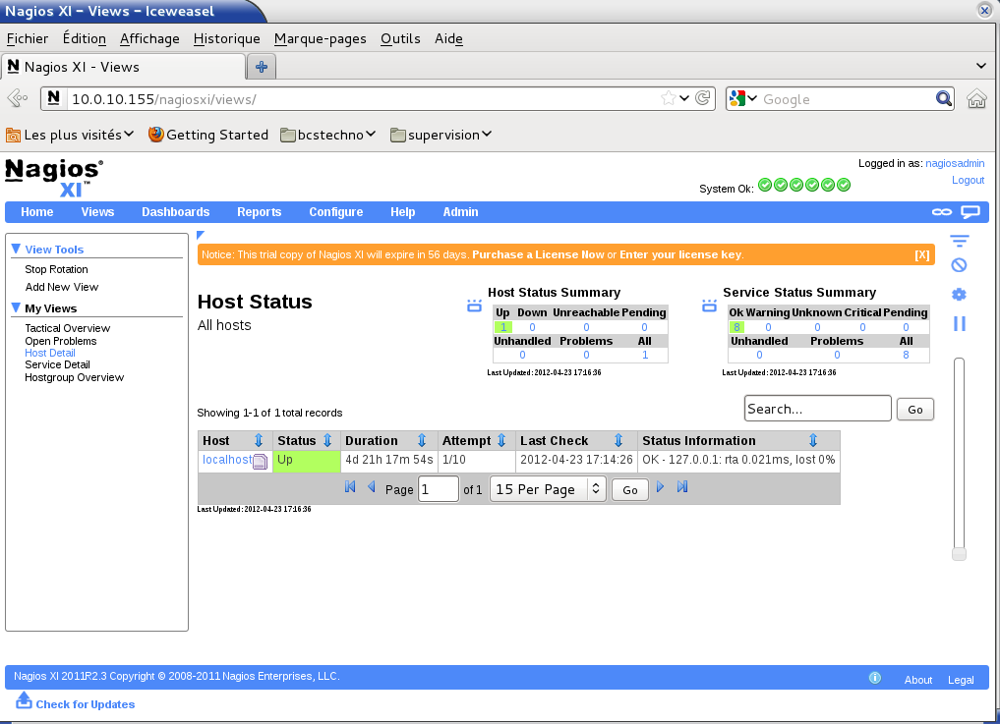 Nagios XI - Views - Iceweasel
Fichier Édition Affichage Historique Marque-pages Outils Aide
N Nagios XI - Views
N 10.0.10.155/nagiosxi/views/ Google
Les plus visités Getting Started bcstechno supervision
Nagios® XI™
Logged in as: nagiosadmin
System Ok: Logout
Home Views Dashboards Reports Configure Help Admin
View Tools
Stop Rotation
Add New View
My Views
Tactical Overview
Open Problems
Host Detail
Service Detail
Hostgroup Overview
Notice: This trial copy of Nagios XI will expire in 56 days. Purchase a License Now or Enter your license key. [X]
Host Status
All hosts
Host Status Summary
Up Down Unreachable Pending
1 0 0 0
Unhandled Problems All
0 0 1
Last Updated: 2012-04-23 17:16:36
Service Status Summary
Ok Warning Unknown Critical Pending
8 0 0 0 0
Unhandled Problems All
0 0 8
Last Updated: 2012-04-23 17:16:36
Showing 1-1 of 1 total records
Search... Go
Host Status Duration Attempt Last Check Status Information
localhost Up 4d 21h 17m 54s 1/10 2012-04-23 17:14:26 OK - 127.0.0.1: rta 0.021ms, lost 0%
Page 1 of 1 15 Per Page Go
Last Updated: 2012-04-23 17:16:36
Nagios XI 2011R2.3 Copyright © 2008-2011 Nagios Enterprises, LLC. About Legal
Check for Updates